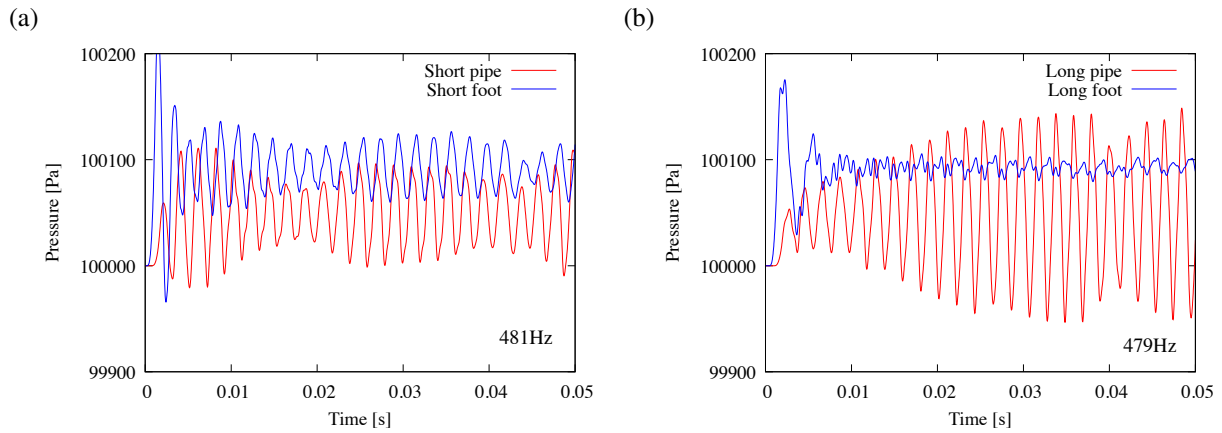 (a)
100200
100100
100000
99900
Pressure [Pa]
Short pipe
Short foot
481Hz
0
0.01
0.02
0.03
0.04
0.05
Time [s]
(b)
100200
100100
100000
99900
Pressure [Pa]
Long pipe
Long foot
479Hz
0
0.01
0.02
0.03
0.04
0.05
Time [s]